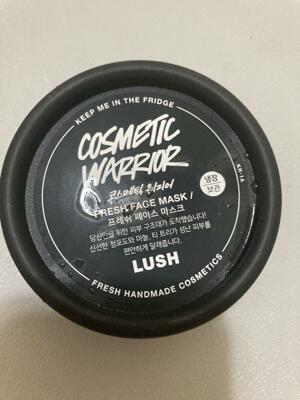 KEEP ME IN THE FRIDGE
COSMETIC
WARRIOR
코스메틱 워리어
FRESH FACE MASK /
프레쉬 페이스 마스크
냉장
보관
KR-1A
당신만을 위한 피부 구조대가 도착했습니다!
신선한 청포도와 마늘, 티 트리가 성난 피부를
편안하게 달래줍니다.
LUSH
FRESH HANDMADE COSMETICS